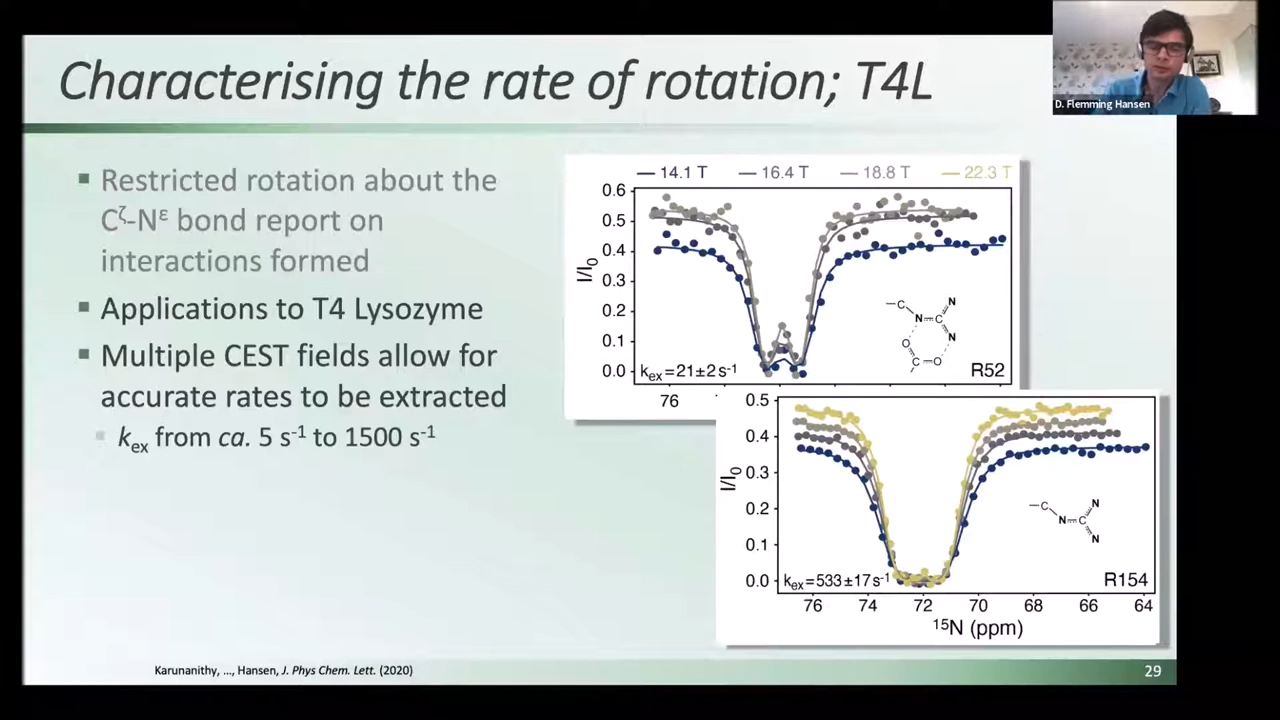 Characterising the rate of rotation; T4L
D. Flemming Hansen
▪ Restricted rotation about the
Cζ-Nε bond report on
interactions formed
▪ Applications to T4 Lysozyme
▪ Multiple CEST fields allow for
accurate rates to be extracted
▪ kex from ca. 5 s-1 to 1500 s-1
— 14.1 T — 16.4 T — 18.8 T — 22.3 T
0.6
0.5
0.4
0.3
0.2
0.1
0.0
I/I0
C
N
N
C
N
O
C
O
kex=21±2s-1
R52
76
0.5
0.4
0.3
0.2
0.1
0.0
I/I0
C
N
N
C
N
kex=533±17s-1
R154
76 74 72 70 68 66 64
15N (ppm)
Karunanithy, ..., Hansen, J. Phys Chem. Lett. (2020)
29